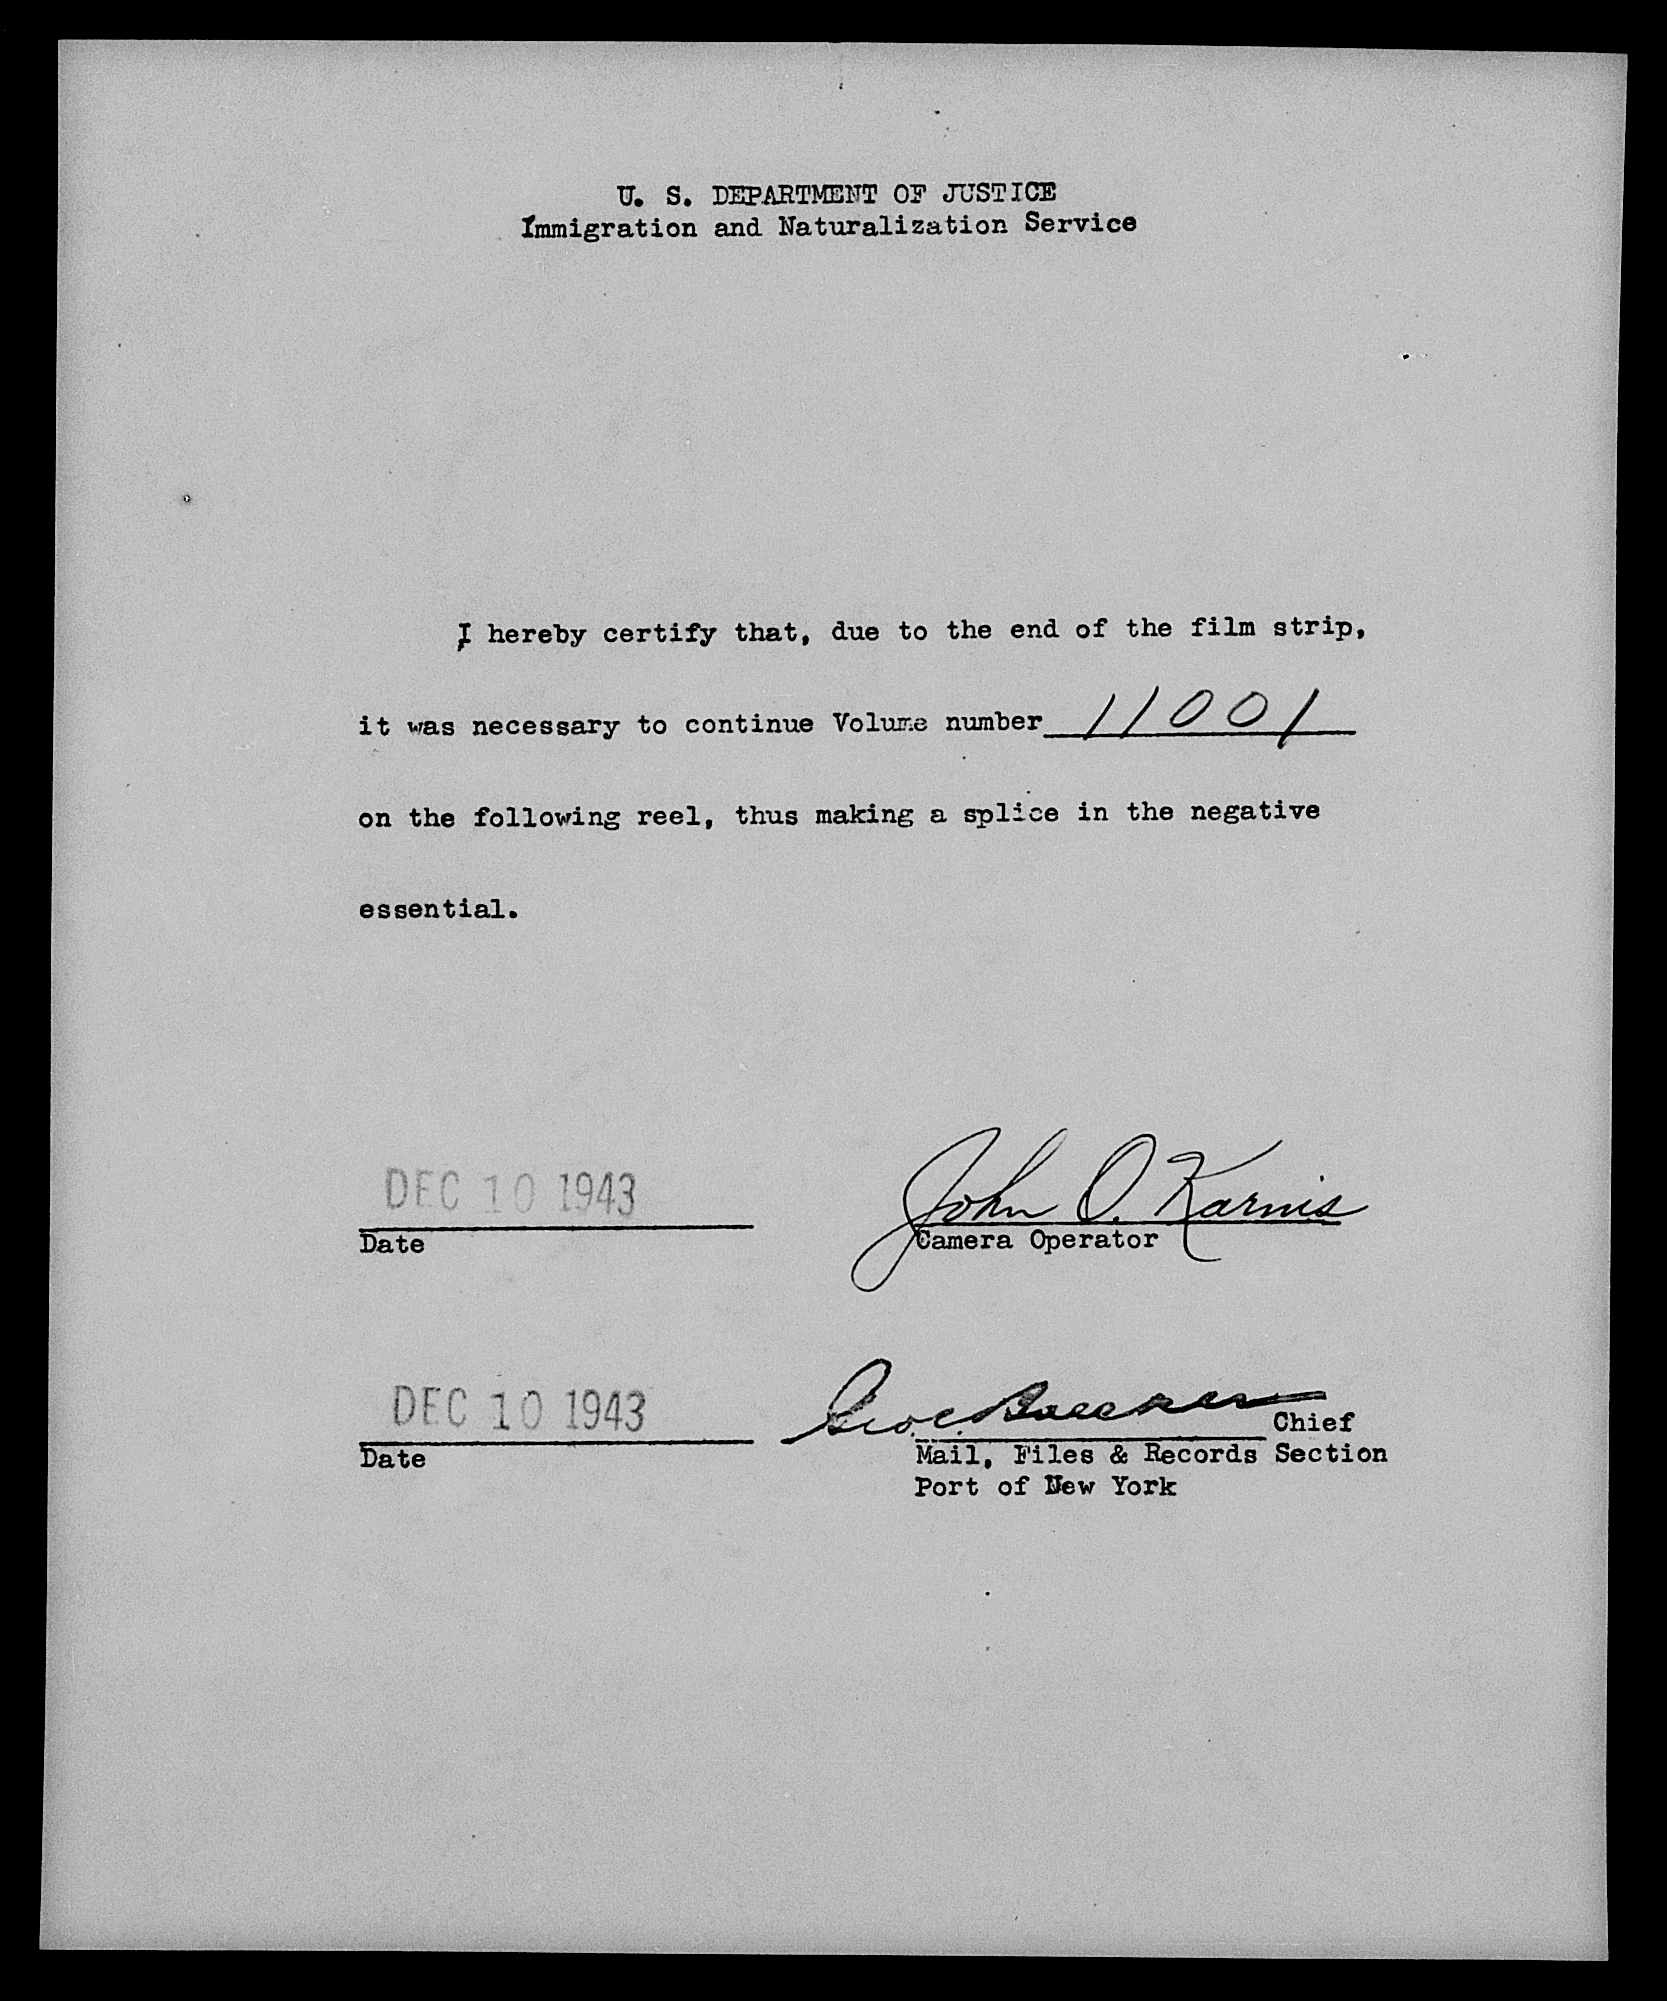 U. S. DEPARTMENT OF JUSTICE
Immigration and Naturalization Service
I hereby certify that, due to the end of the film strip,
it was necessary to continue Volume number 11001
on the following reel, thus making a splice in the negative
essential.
DEC 10 1943
John O. Karnis
Date
Camera Operator
DEC 10 1943
Geo. C.
Chief
Date
Mail, Files & Records Section
Port of New York